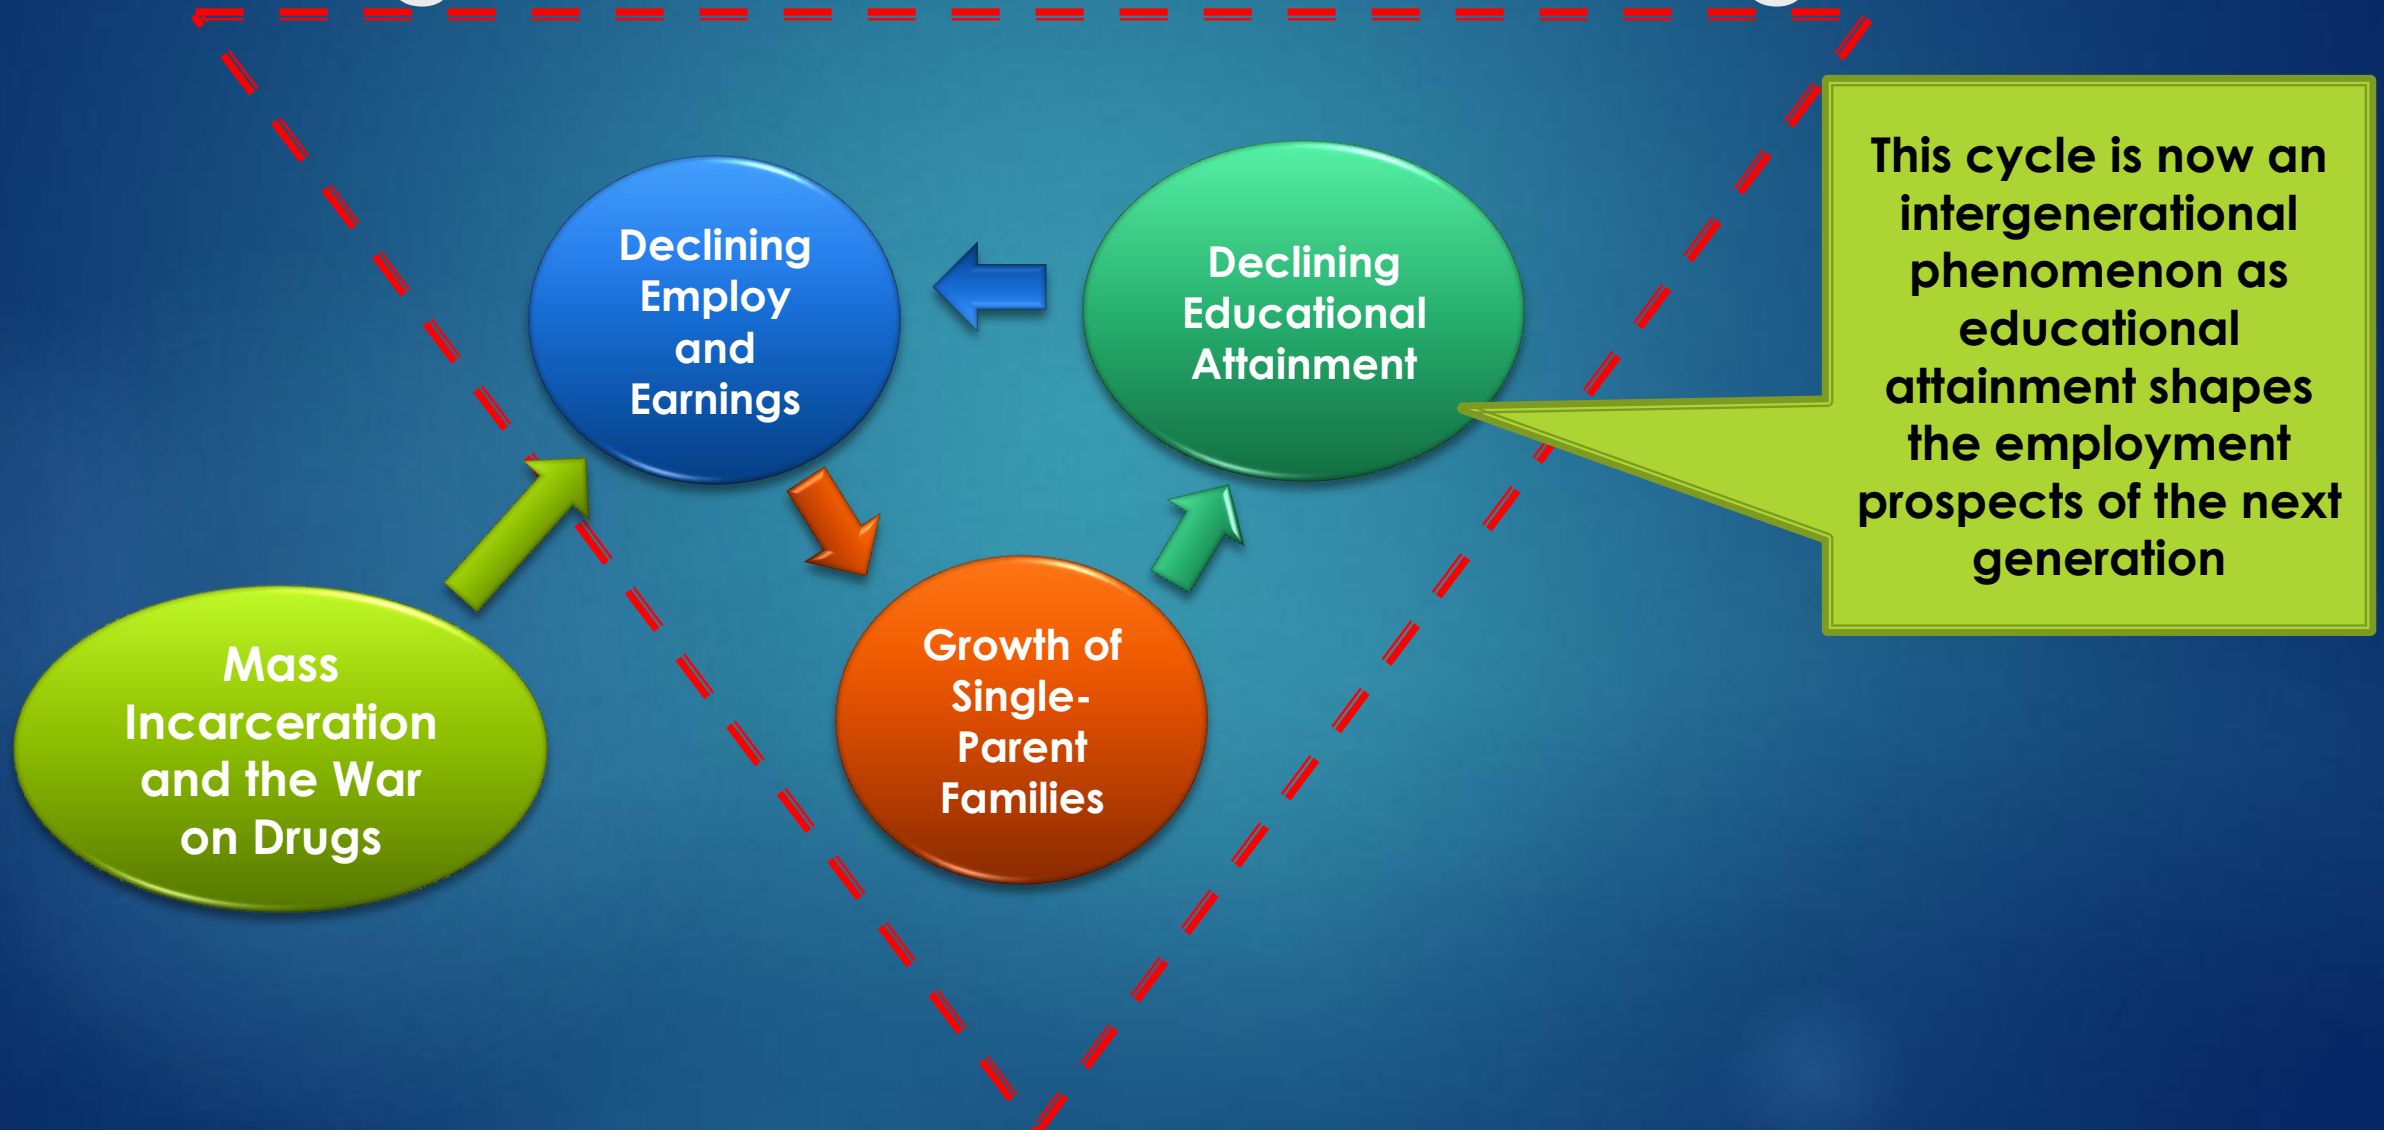 Declining
Employ
and
Earnings
Declining
Educational
Attainment
This cycle is now an
intergenerational
phenomenon as
educational
attainment shapes
the employment
prospects of the next
generation
Mass
Incarceration
and the War
on Drugs
Growth of
Single-
Parent
Families